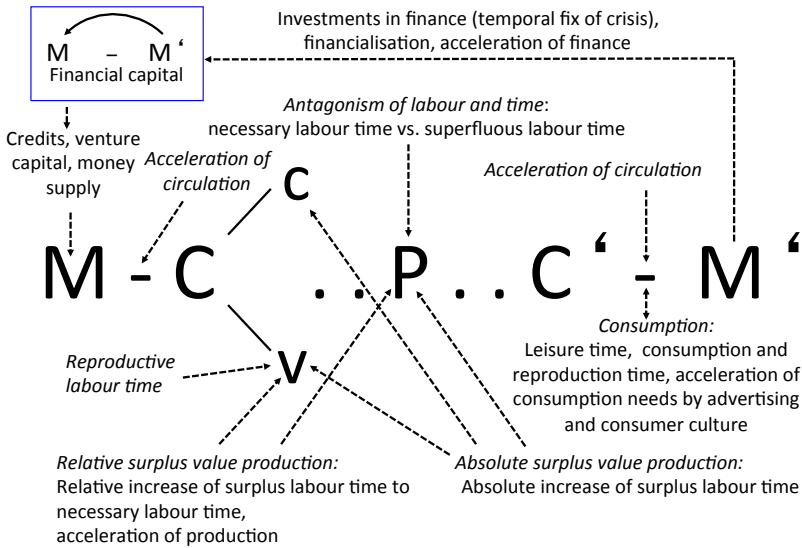 Investments in finance (temporal fix of crisis),
financialisation, acceleration of finance
M – M‘
Financial capital
Antagonism of labour and time:
necessary labour time vs. superfluous labour time
Credits, venture
capital, money
supply
Acceleration of
circulation
Acceleration of circulation
c
M - C . . P . . C ‘ - M ‘
v
Reproductive
labour time
Consumption:
Leisure time, consumption and
reproduction time, acceleration of
consumption needs by advertising
and consumer culture
Relative surplus value production:
Relative increase of surplus labour time to
necessary labour time,
acceleration of production
Absolute surplus value production:
Absolute increase of surplus labour time